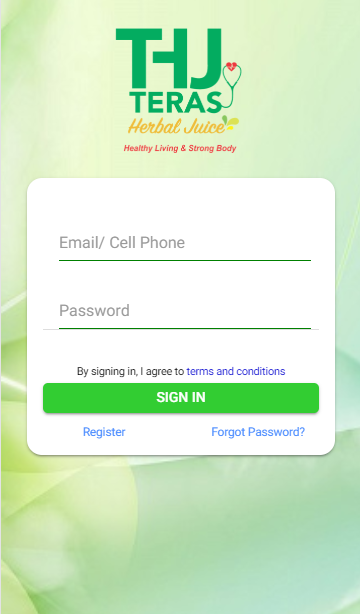 THJ
TERAS
Herbal Juice
Healthy Living & Strong Body
Email/ Cell Phone
Password
By signing in, I agree to terms and conditions
SIGN IN
Register Forgot Password?